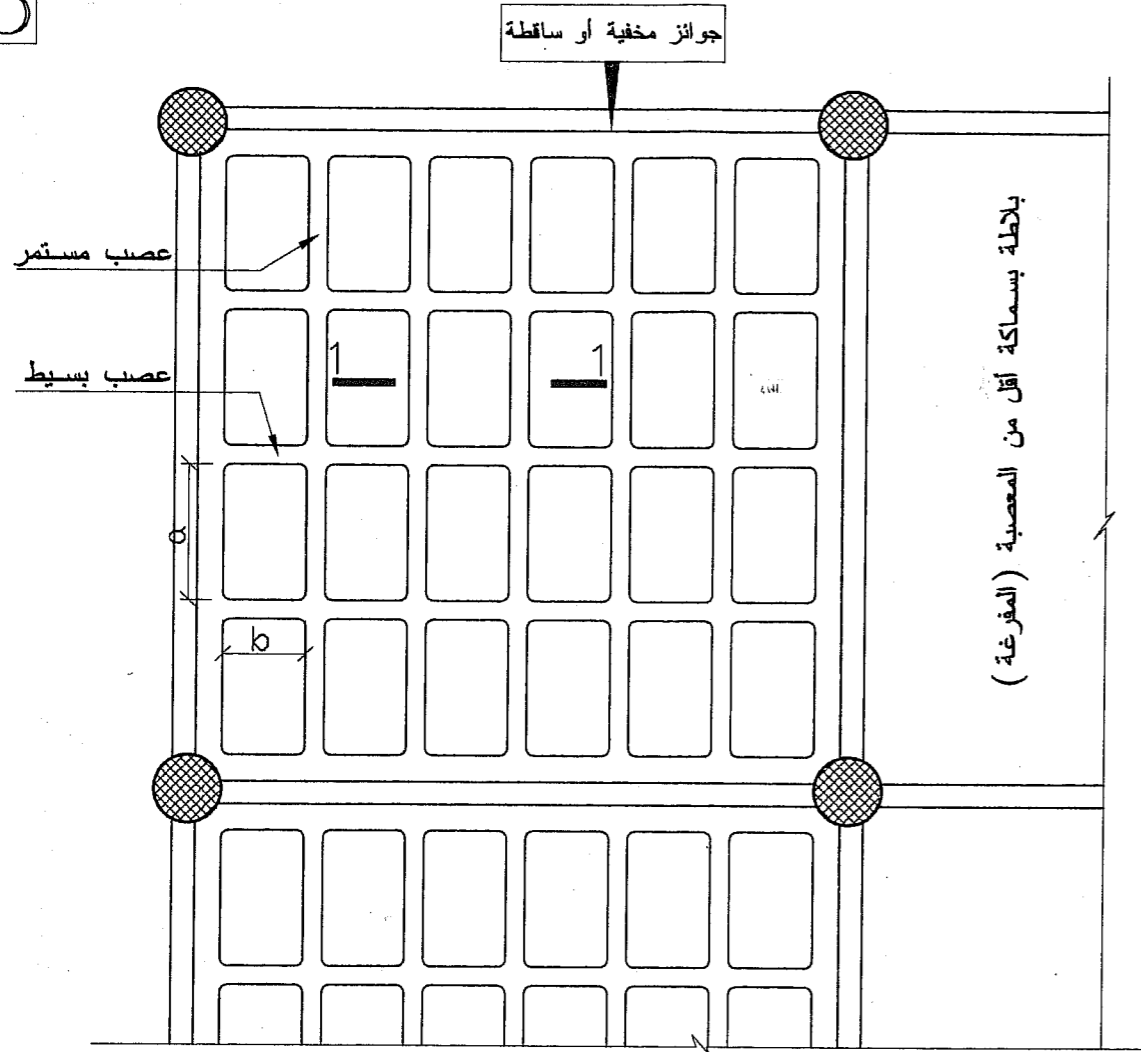 جوائز مخفية أو ساقطة
عصب مستمر
عصب بسيط
1
1
a
b
بلاطة بسماكة أقل من المعصبة (المفرغة)